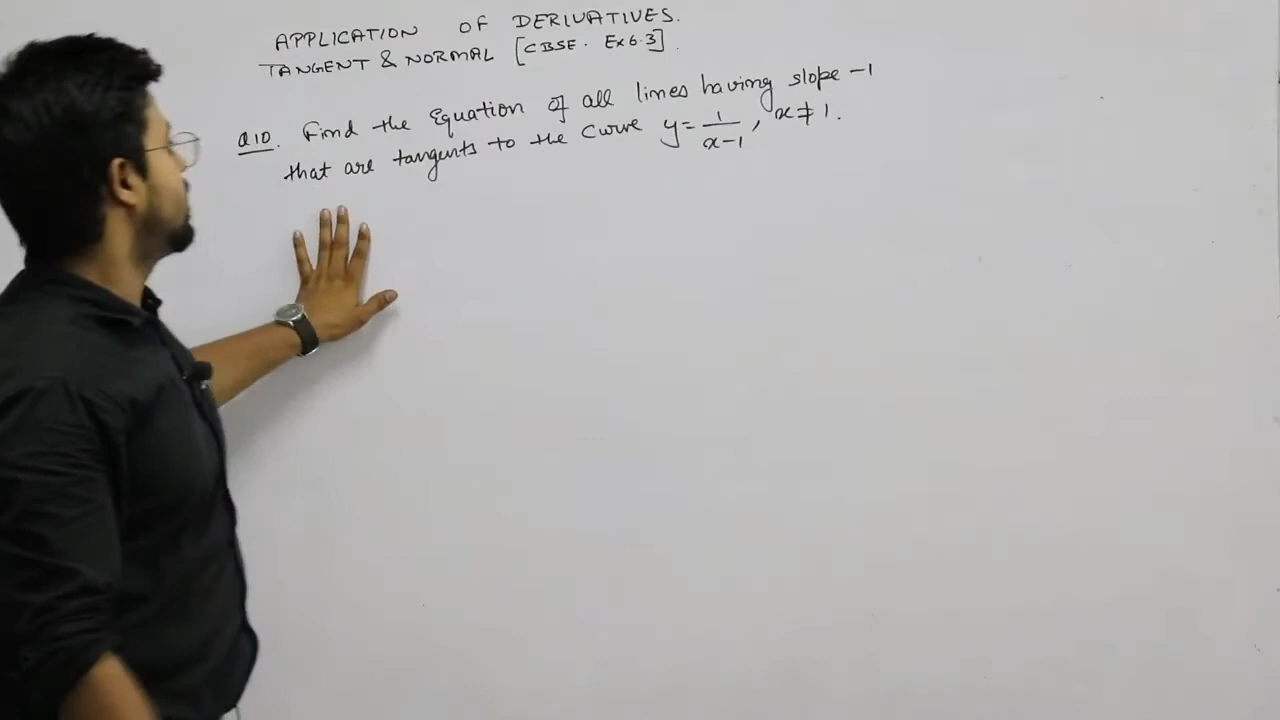 APPLICATION OF DERIVATIVES.
TANGENT & NORMAL [CBSE. Ex 6.3].
Q10. Find the Equation of all lines having slope -1
that are tangents to the curve y = 1/(x-1), x ≠ 1.